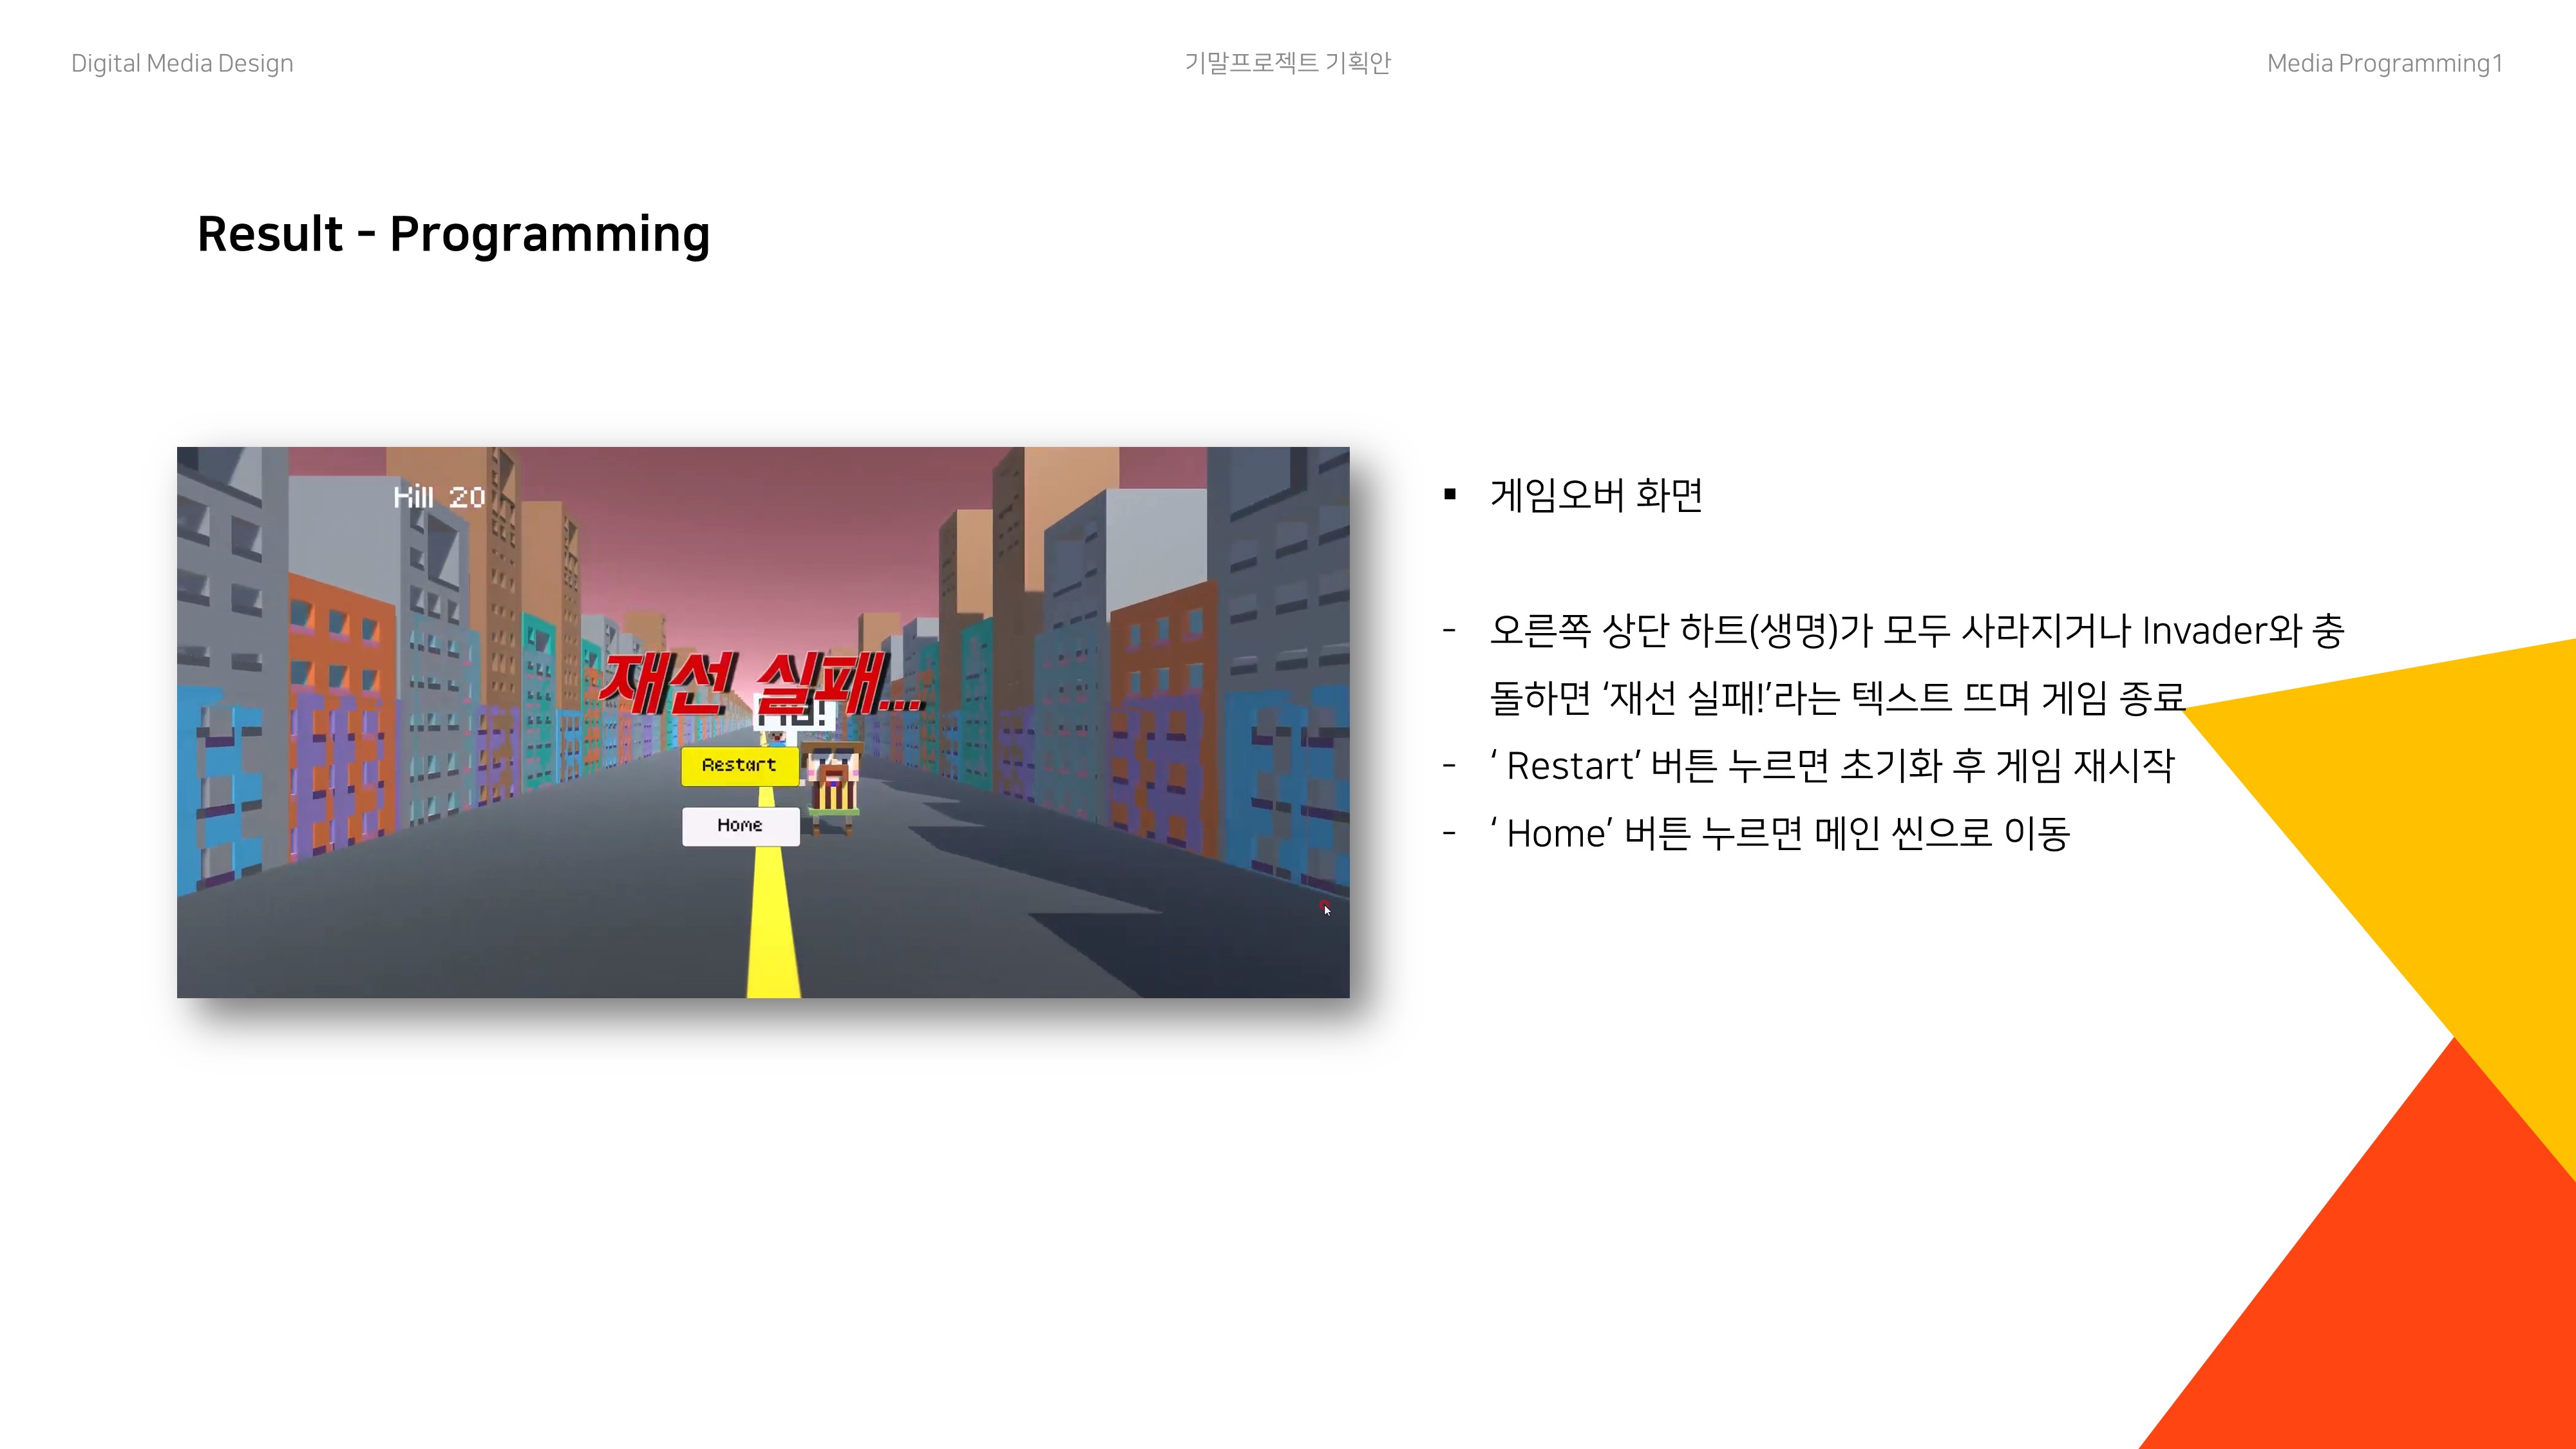 Digital Media Design
기말프로젝트 기획안
Media Programming1
Result - Programming
Kill 20
재선 실패...
Restart
Home
▪ 게임오버 화면
- 오른쪽 상단 하트(생명)가 모두 사라지거나 Invader와 충
돌하면 ‘재선 실패!’라는 텍스트 뜨며 게임 종료
- ‘ Restart’ 버튼 누르면 초기화 후 게임 재시작
- ‘ Home’ 버튼 누르면 메인 씬으로 이동